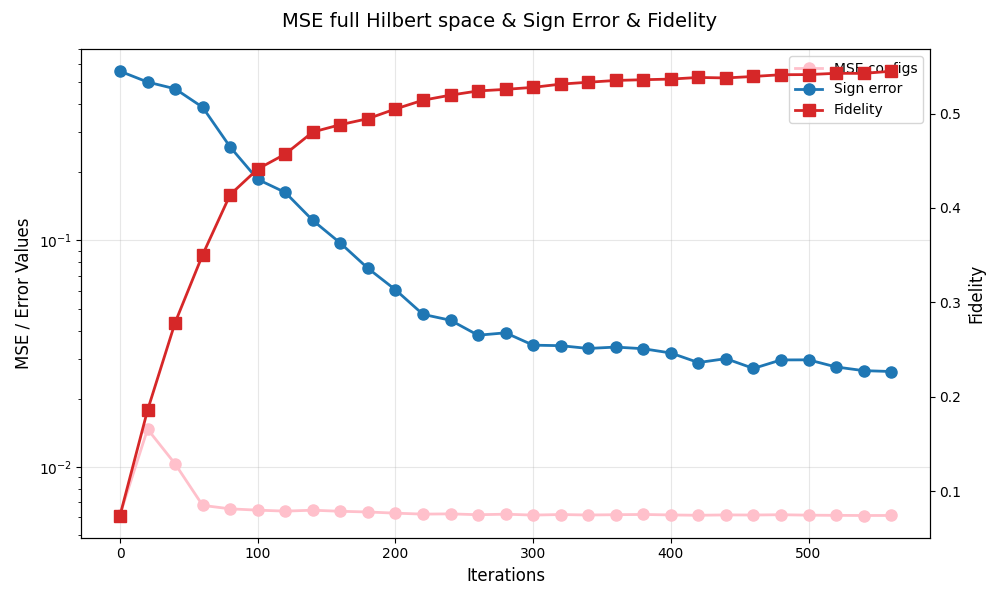 MSE full Hilbert space & Sign Error & Fidelity
MSE configs
Sign error
Fidelity
MSE / Error Values
10⁻¹
10⁻²
0.5
0.4
0.3
0.2
0.1
Fidelity
0 100 200 300 400 500
Iterations